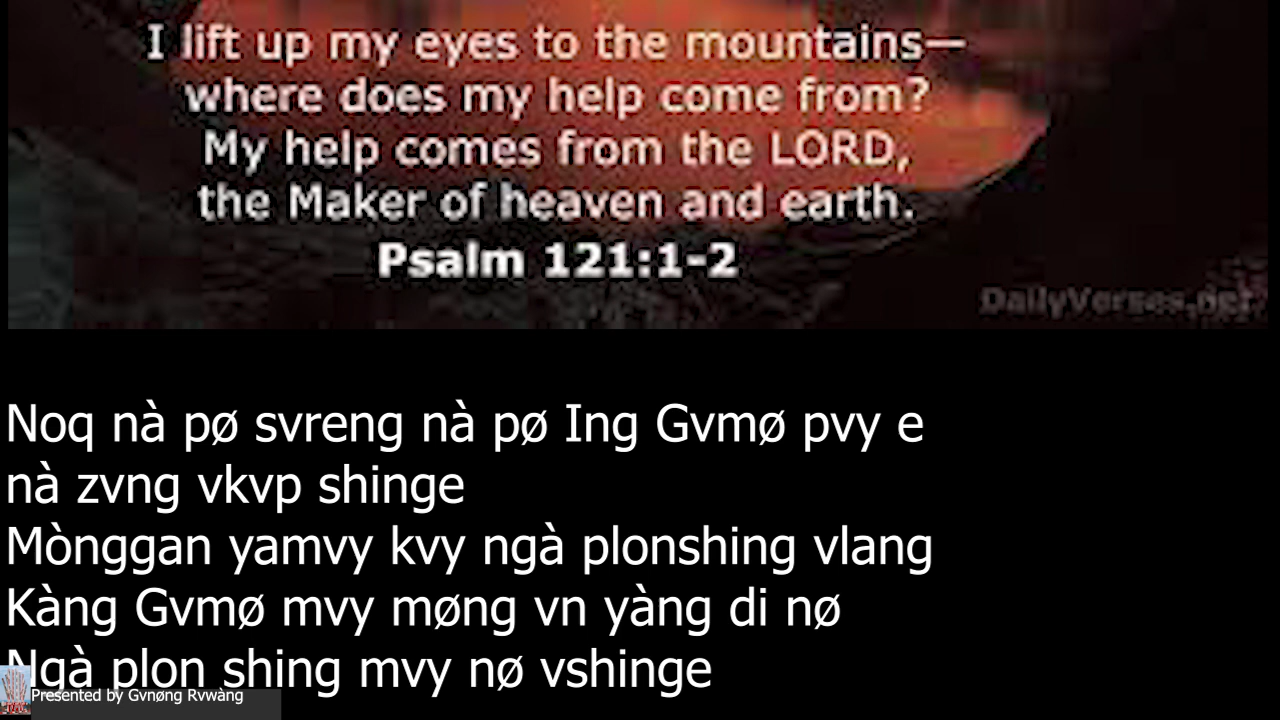 I lift up my eyes to the mountains—
where does my help come from?
My help comes from the LORD,
the Maker of heaven and earth.
Psalm 121:1-2
DailyVerses.net
Noq nà pø svreng nà pø Ing Gvmø pvy e
nà zvng vkvp shinge
Mònggan yamvy kvy ngà plonshing vlang
Kàng Gvmø mvy møng vn yàng di nø
Ngà plon shing mvy nø vshinge
Presented by Gvnøng Rvwàng